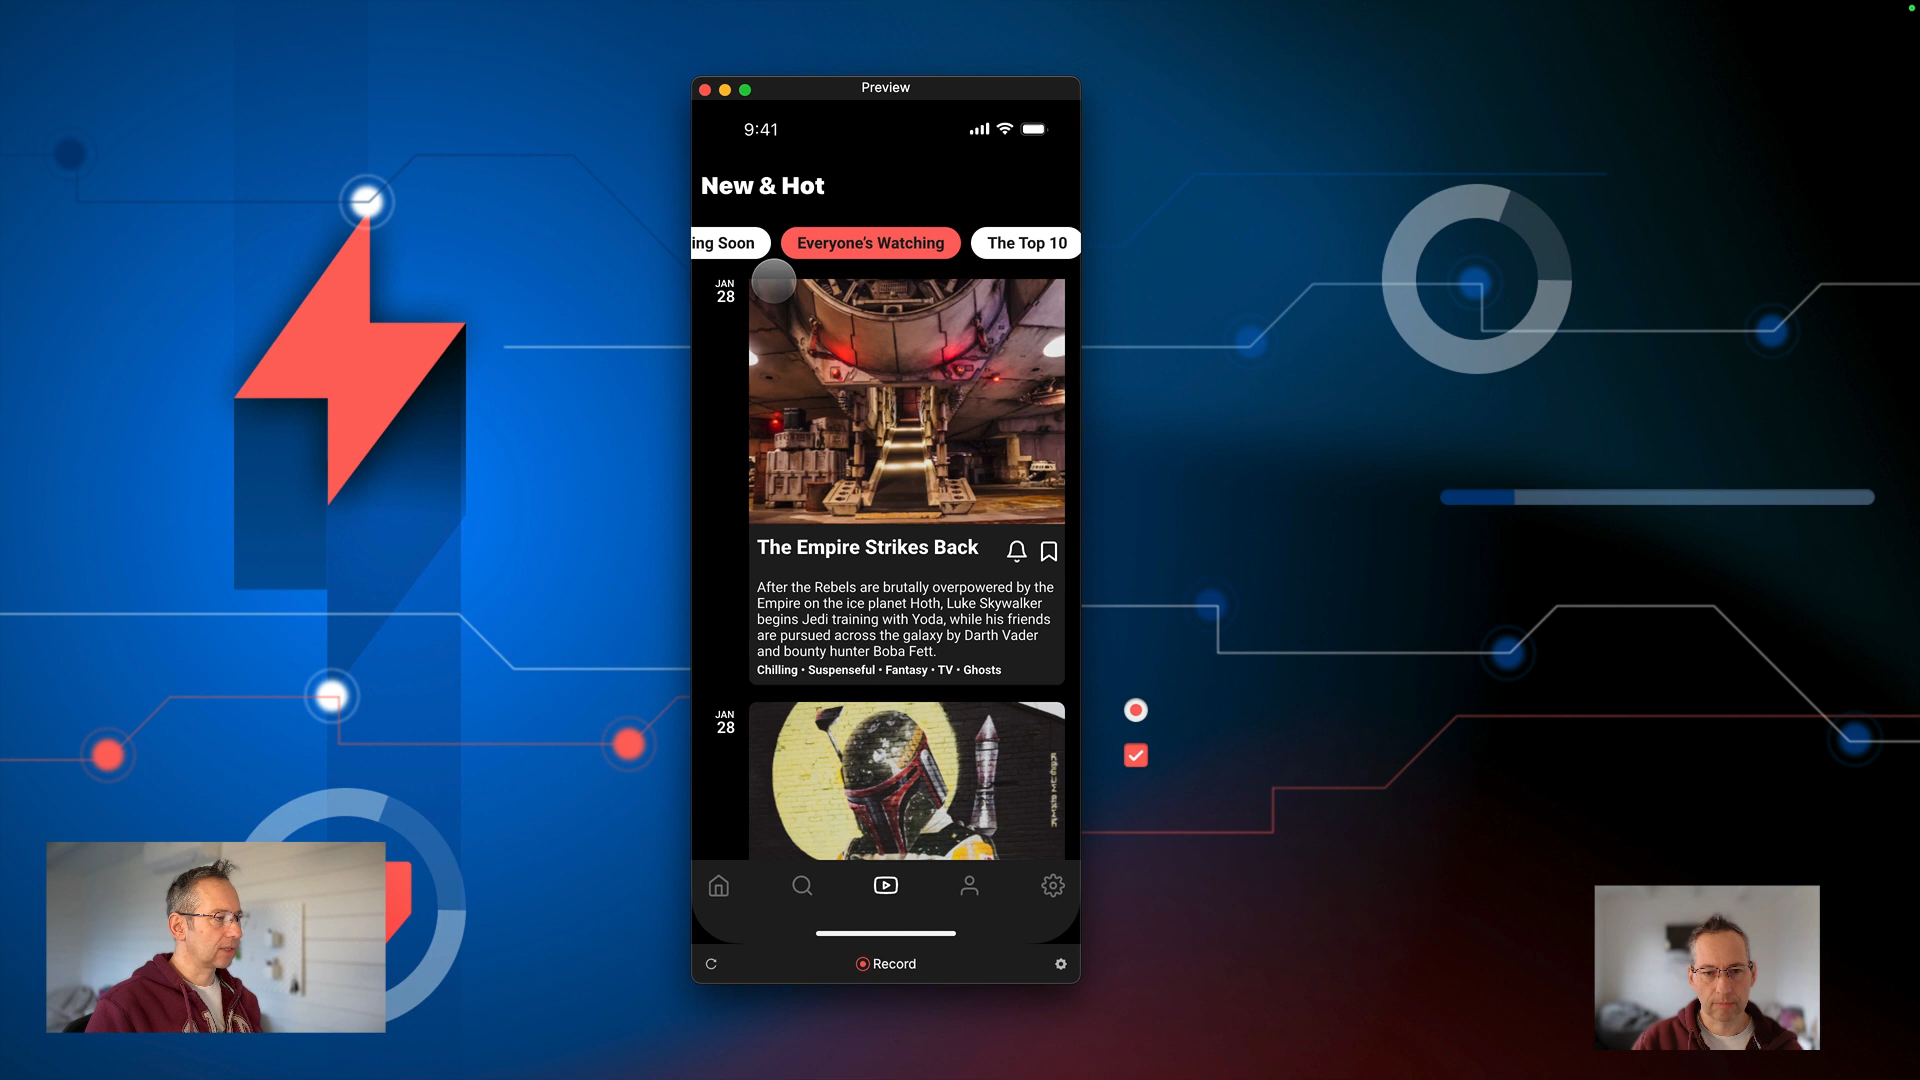 Preview
9:41
New & Hot
ing Soon
Everyone's Watching
The Top 10
JAN
28
The Empire Strikes Back
After the Rebels are brutally overpowered by the
Empire on the ice planet Hoth, Luke Skywalker
begins Jedi training with Yoda, while his friends
are pursued across the galaxy by Darth Vader
and bounty hunter Boba Fett.
Chilling • Suspenseful • Fantasy • TV • Ghosts
JAN
28
Record